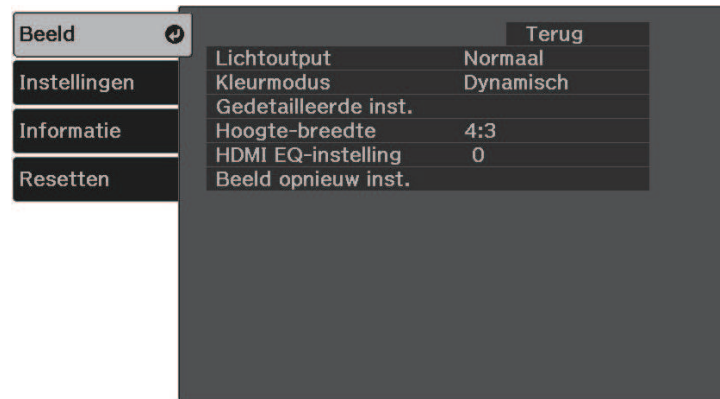 Beeld
Instellingen
Informatie
Resetten
Terug
Lichtoutput Normaal
Kleurmodus Dynamisch
Gedetailleerde inst.
Hoogte-breedte 4:3
HDMI EQ-instelling 0
Beeld opnieuw inst.